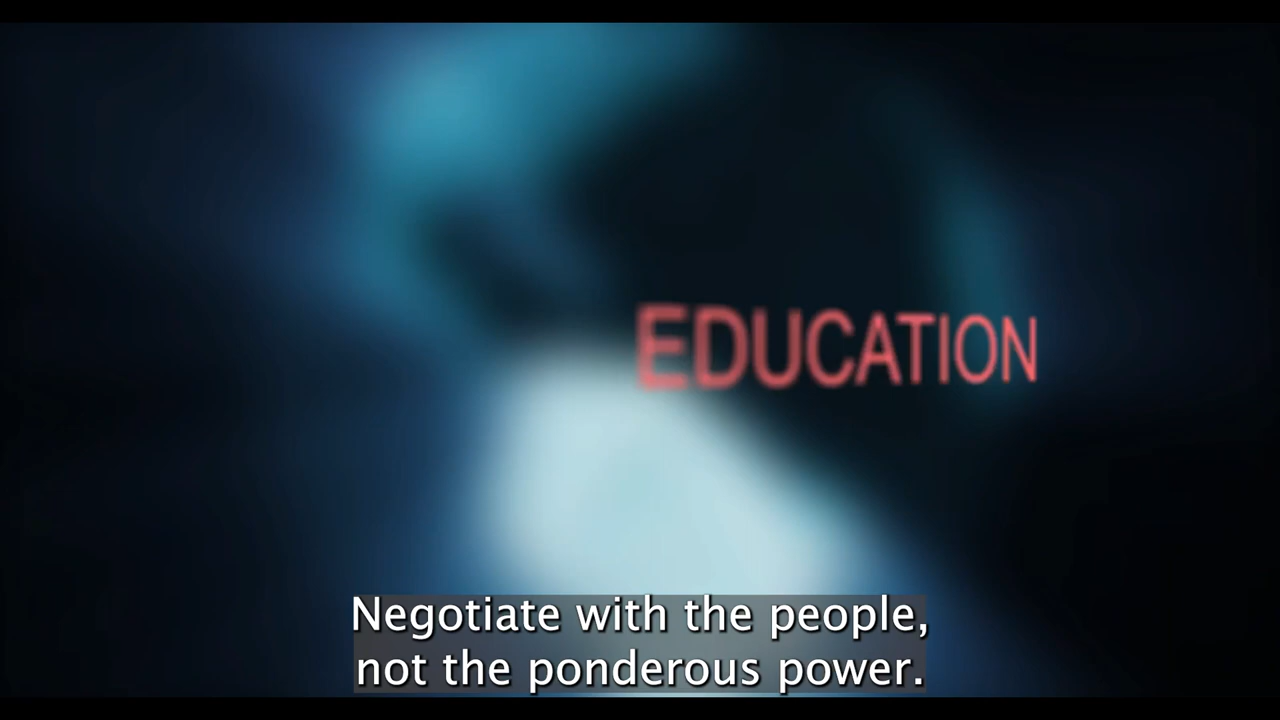 EDUCATION
Negotiate with the people,
not the ponderous power.